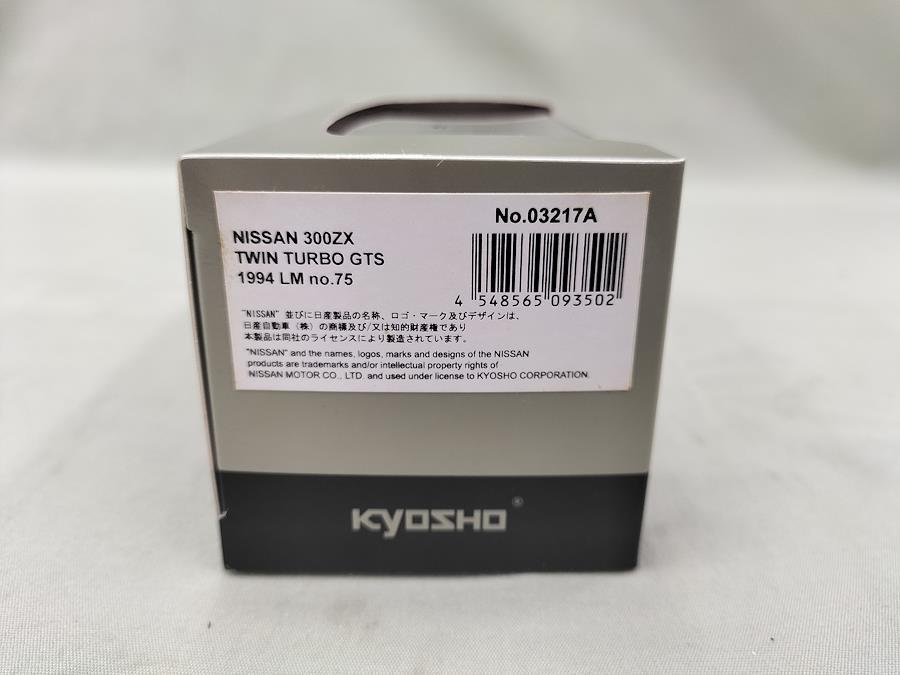 No.03217A
NISSAN 300ZX
TWIN TURBO GTS
1994 LM no.75
4 548565 093502
"NISSAN" 並びに日産製品の名称、ロゴ・マーク及びデザインは、
日産自動車（株）の商標及び/又は知的財産権であり
本製品は同社のライセンスにより製造されています。
"NISSAN" and the names, logos, marks and designs of the NISSAN
products are trademarks and/or intellectual property rights of
NISSAN MOTOR CO., LTD. and used under license to KYOSHO CORPORATION.
KYOSHO®